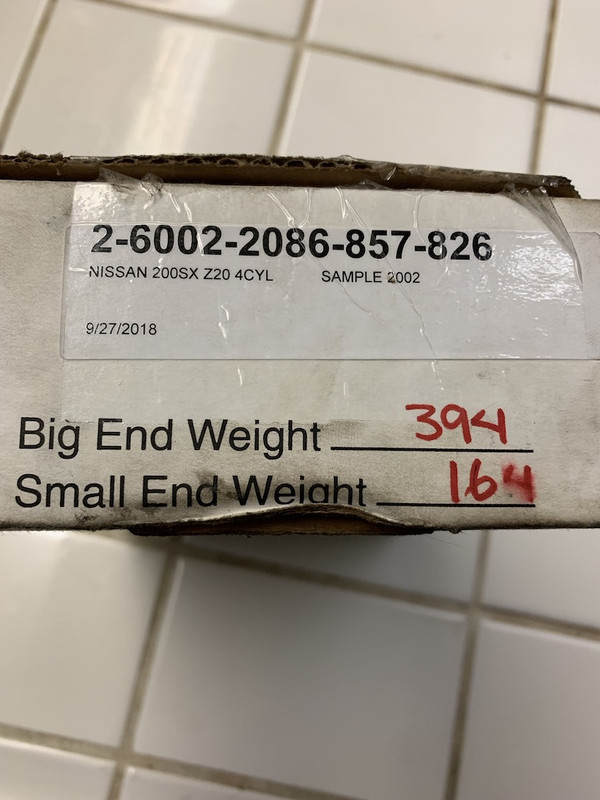 2-6002-2086-857-826
NISSAN 200SX Z20 4CYL SAMPLE 2002
9/27/2018
Big End Weight 394
Small End Weight 164